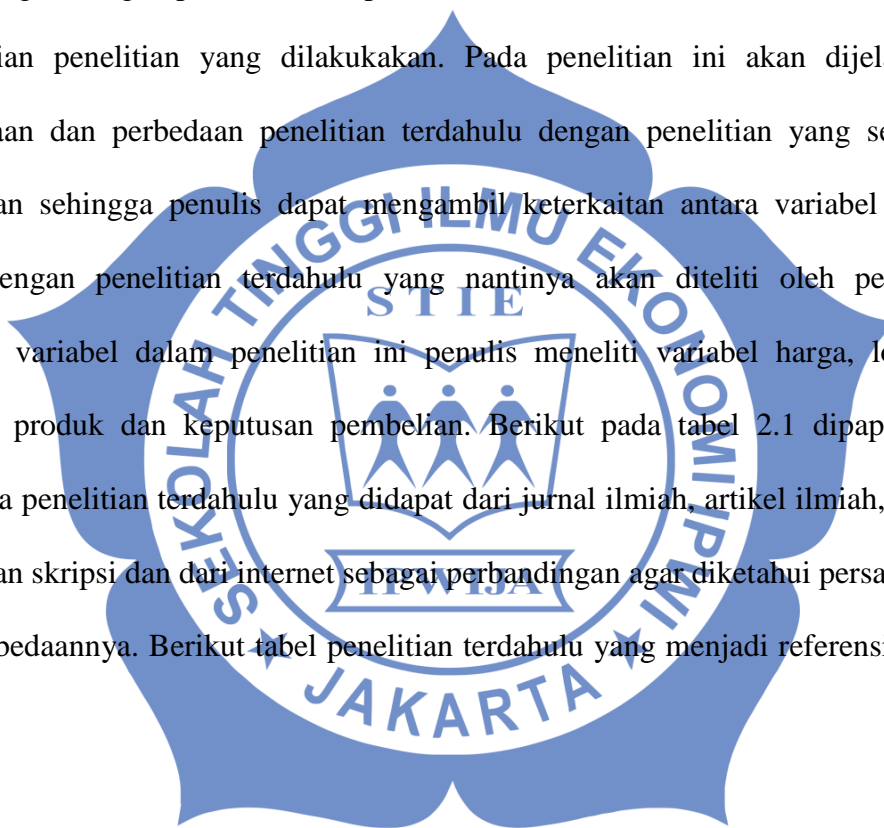 ian penelitian yang dilakukakan. Pada penelitian ini akan dijel
an dan perbedaan penelitian terdahulu dengan penelitian yang se
an sehingga penulis dapat mengambil keterkaitan antara variabel
engan penelitian terdahulu yang nantinya akan diteliti oleh pe
variabel dalam penelitian ini penulis meneliti variabel harga, l
produk dan keputusan pembelian. Berikut pada tabel 2.1 dipap
a penelitian terdahulu yang didapat dari jurnal ilmiah, artikel ilmiah,
an skripsi dan dari internet sebagai perbandingan agar diketahui persa
bedaannya. Berikut tabel penelitian terdahulu yang menjadi referensi
SEKOLAH TINGGI ILMU EKONOMI IPWI
JAKARTA
STIE
IPWIJA